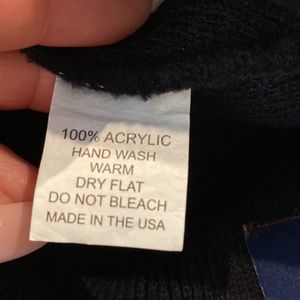 100% ACRYLIC
HAND WASH
WARM
DRY FLAT
DO NOT BLEACH
MADE IN THE USA